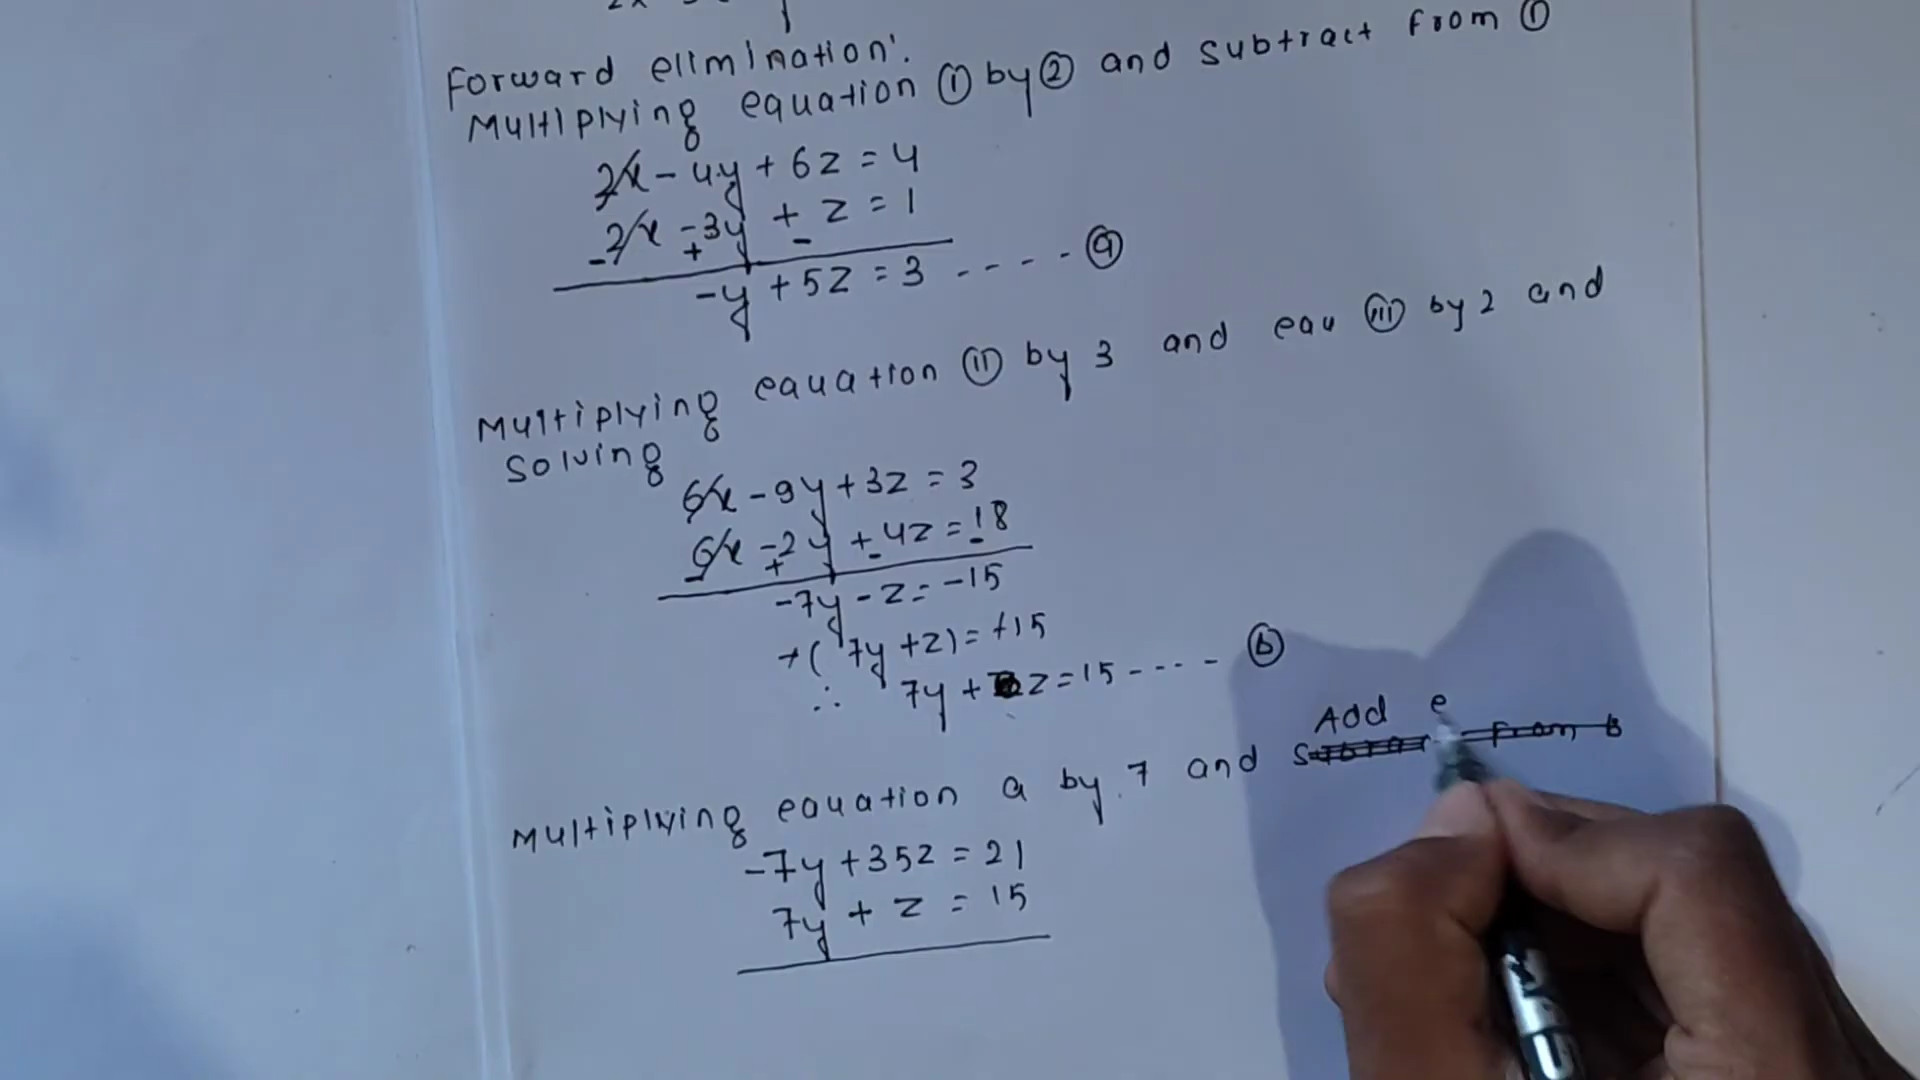 Forward elimination:
Multiplying equation ① by ② and subtract from ①
2x - 4y + 6z = 4
2x - 3y + z = 1
- + -
-y + 5z = 3 - - - - ⓐ
Multiplying equation ⅱ by 3 and equ ⅲ by 2 and
Solving
6x - 9y + 3z = 3
6x - 2y + 4z = 18
- + - -
-7y - z = -15
+( 7y + z) = +15
∴ 7y + z = 15 - - - - ⓑ
Add e
Multiplying equation a by 7 and from b
-7y + 35z = 21
7y + z = 15